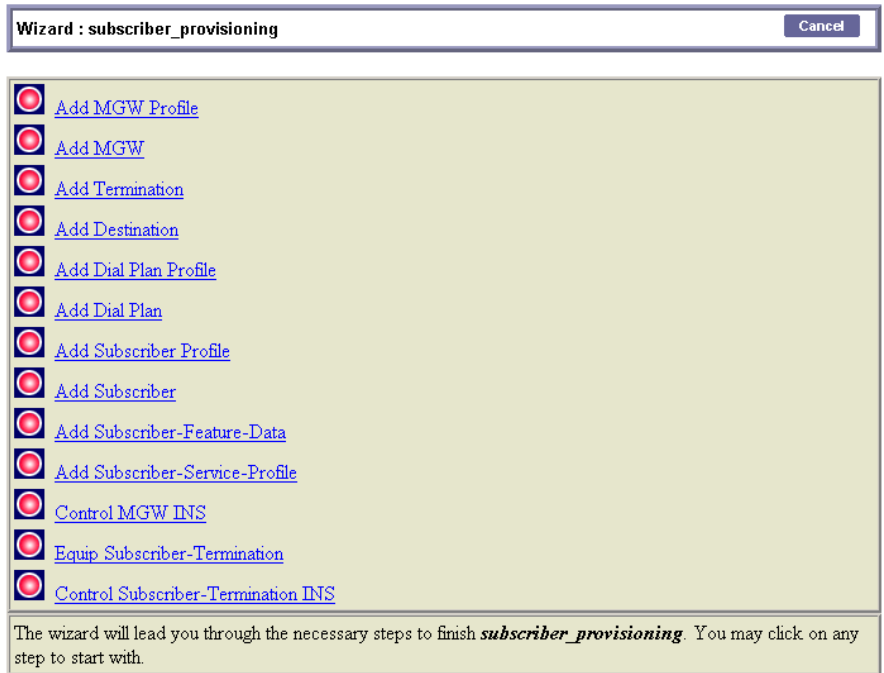 Wizard : subscriber_provisioning
Cancel
Add MGW Profile
Add MGW
Add Termination
Add Destination
Add Dial Plan Profile
Add Dial Plan
Add Subscriber Profile
Add Subscriber
Add Subscriber-Feature-Data
Add Subscriber-Service-Profile
Control MGW INS
Equip Subscriber-Termination
Control Subscriber-Termination INS
The wizard will lead you through the necessary steps to finish subscriber_provisioning. You may click on any
step to start with.